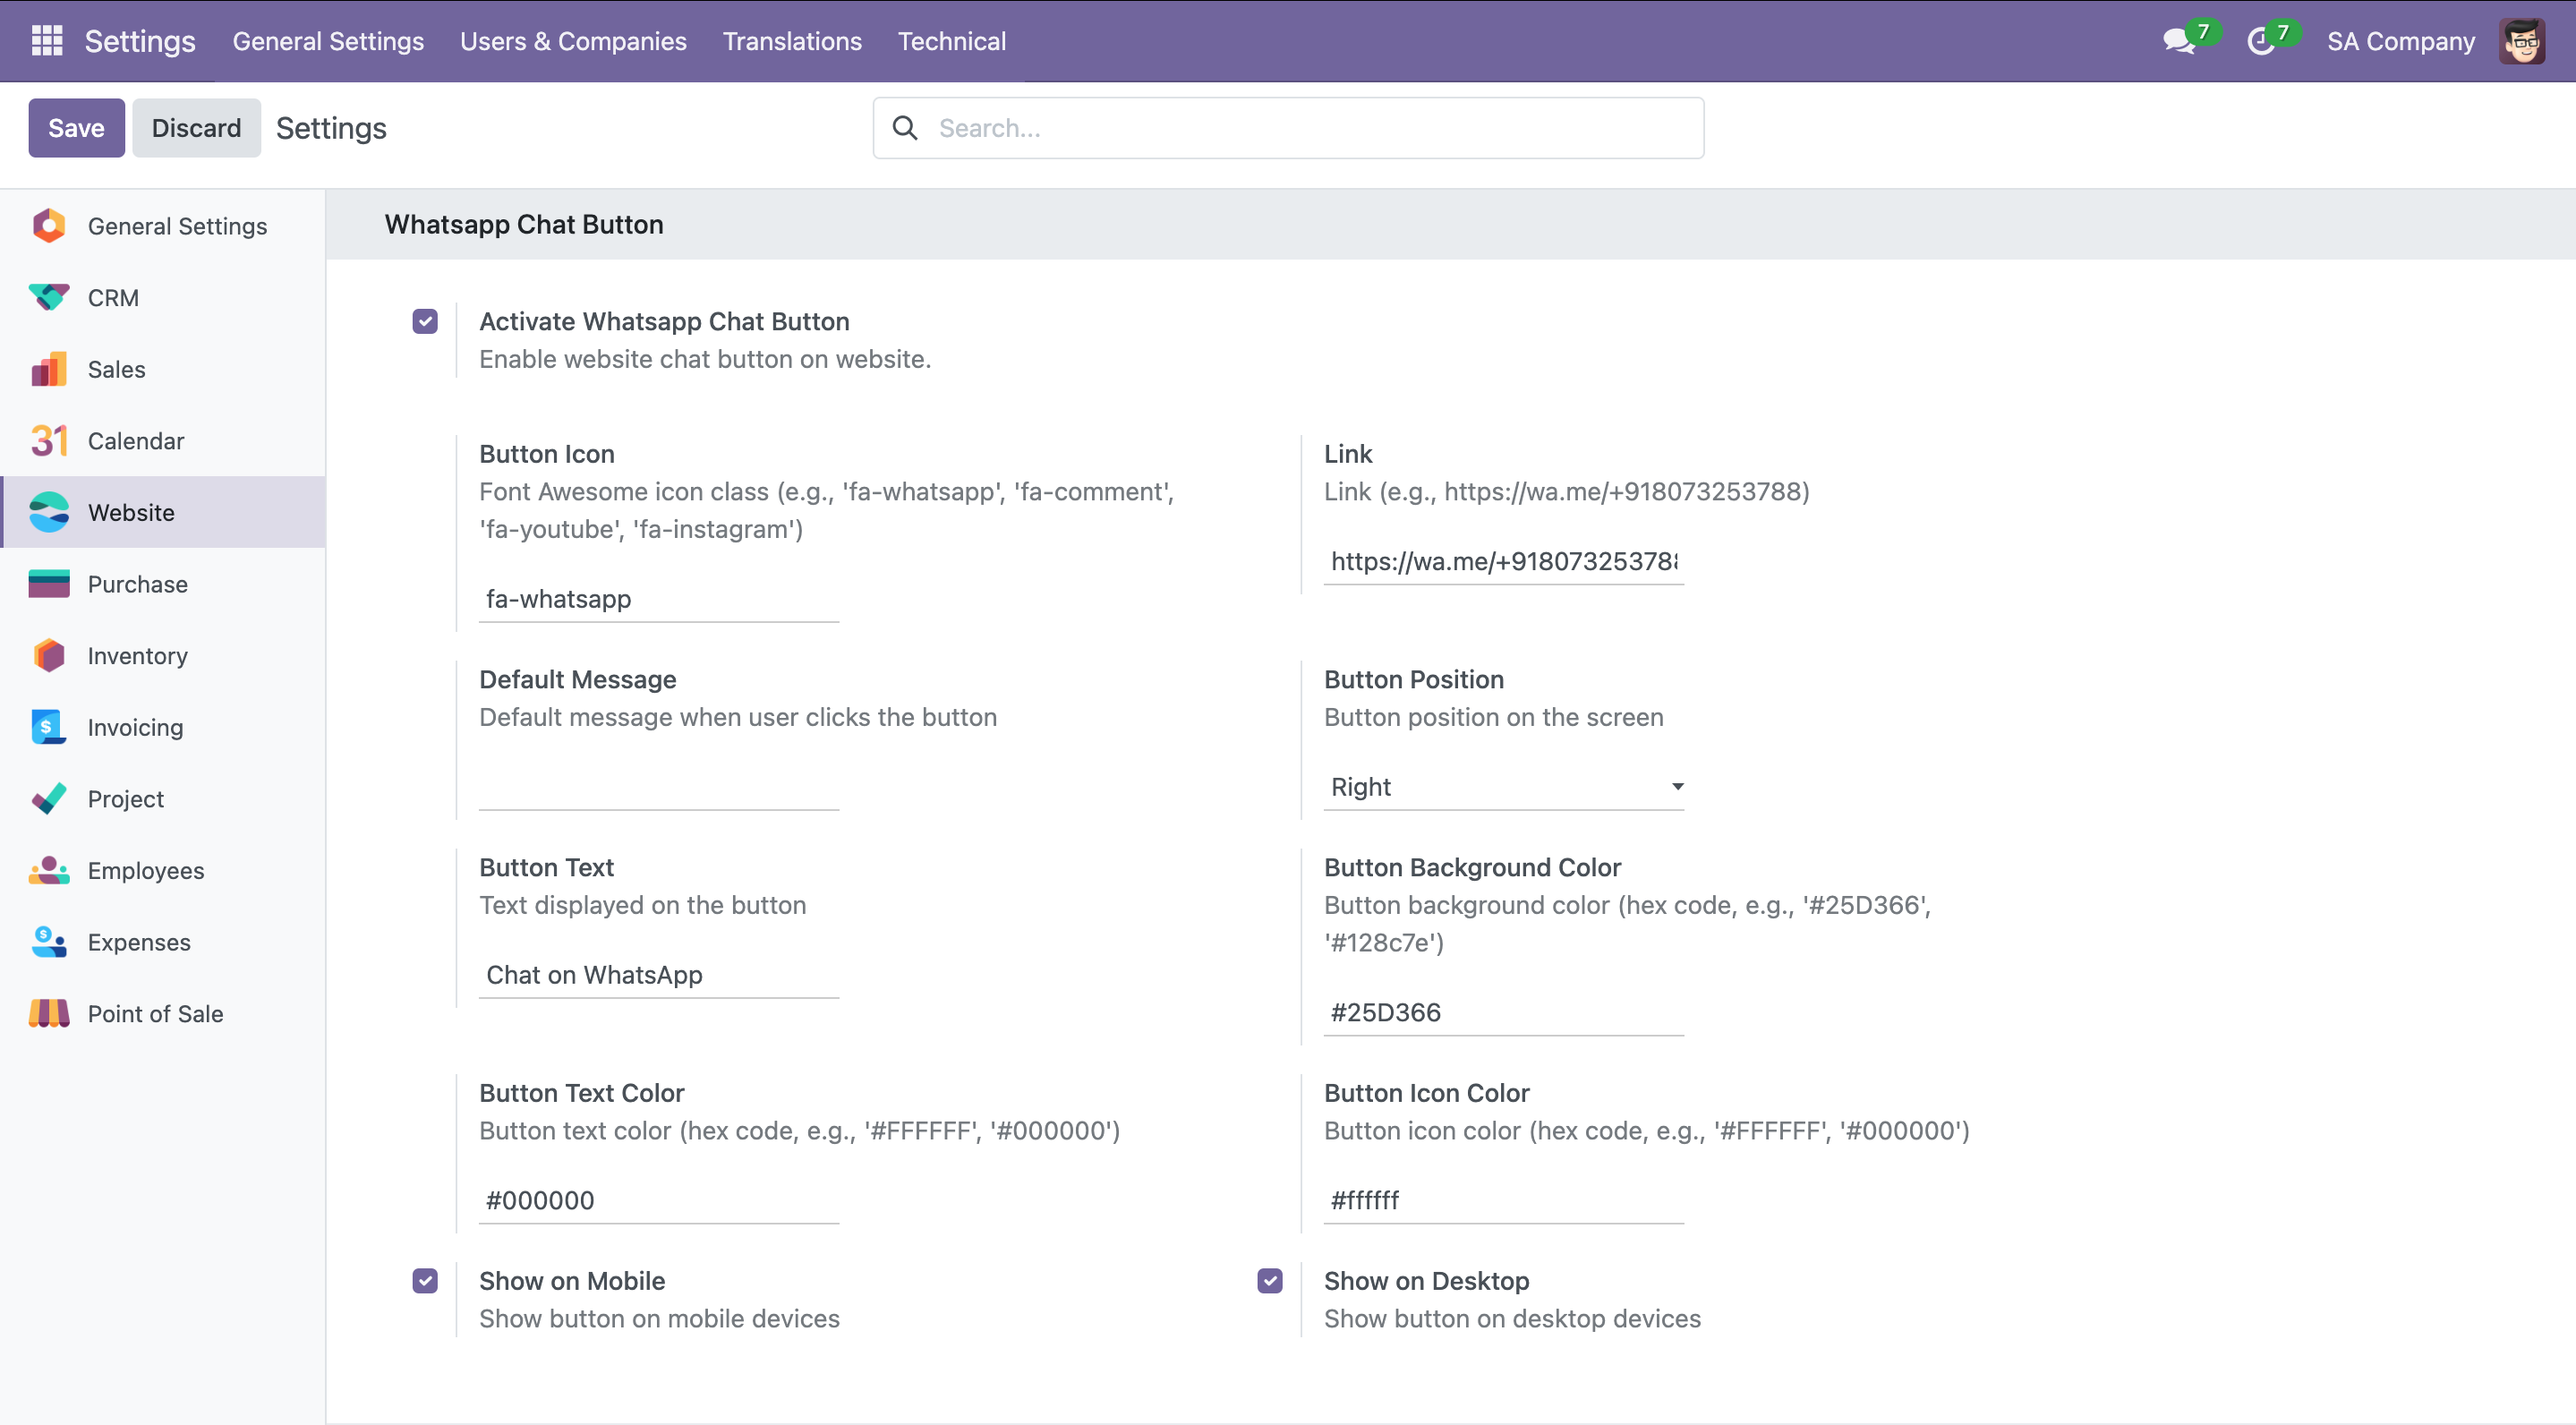 Settings General Settings Users & Companies Translations Technical 7 7 SA Company
Save Discard Settings Search...
General Settings
CRM
Sales
31 Calendar
Website
Purchase
Inventory
$ Invoicing
Project
Employees
$ Expenses
Point of Sale
Whatsapp Chat Button
Activate Whatsapp Chat Button
Enable website chat button on website.
Button Icon
Font Awesome icon class (e.g., 'fa-whatsapp', 'fa-comment',
'fa-youtube', 'fa-instagram')
fa-whatsapp
Link
Link (e.g., https://wa.me/+918073253788)
https://wa.me/+918073253788
Default Message
Default message when user clicks the button
Button Position
Button position on the screen
Right
Button Text
Text displayed on the button
Chat on WhatsApp
Button Background Color
Button background color (hex code, e.g., '#25D366',
'#128c7e')
#25D366
Button Text Color
Button text color (hex code, e.g., '#FFFFFF', '#000000')
#000000
Button Icon Color
Button icon color (hex code, e.g., '#FFFFFF', '#000000')
#ffffff
Show on Mobile
Show button on mobile devices
Show on Desktop
Show button on desktop devices